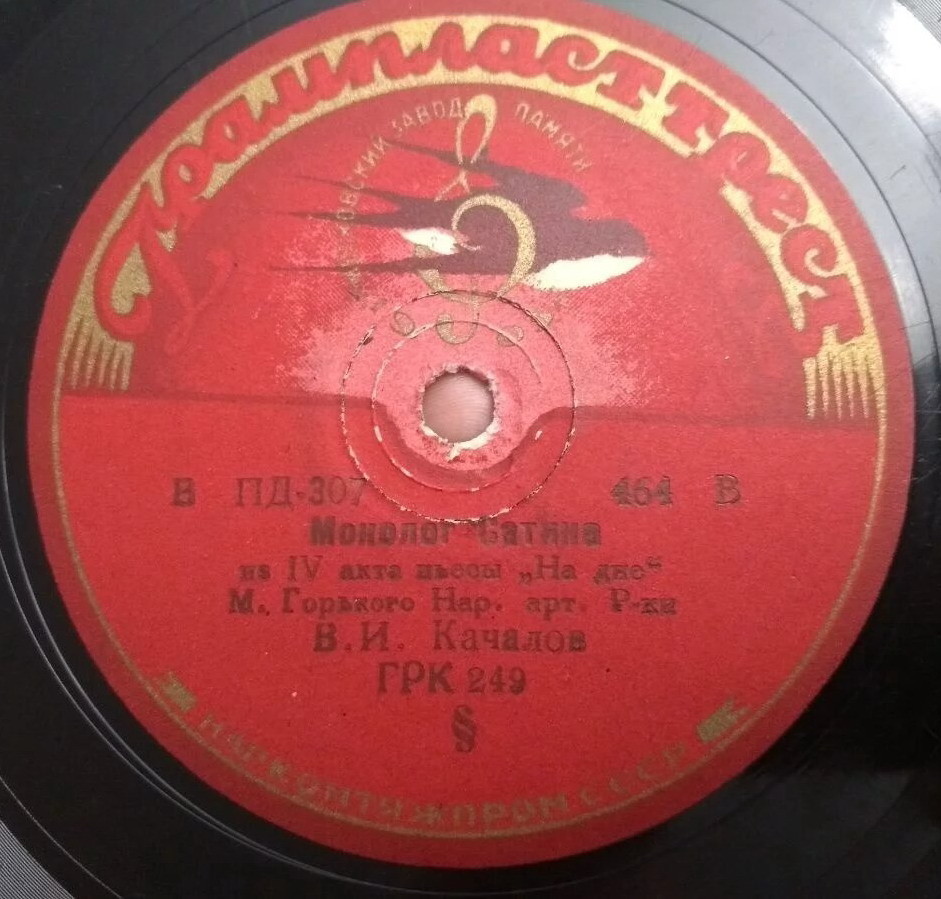 Грампласттрест
ЗАВОД ПАМЯТИ
В ПД-307 464 В
Монолог Сатина
из IV акта пьесы „На дне“
М. Горького Нар. арт. Р-ки
В. И. Качалов
ГРК 249
§
НАРКОМТЯЖПРОМ СССР